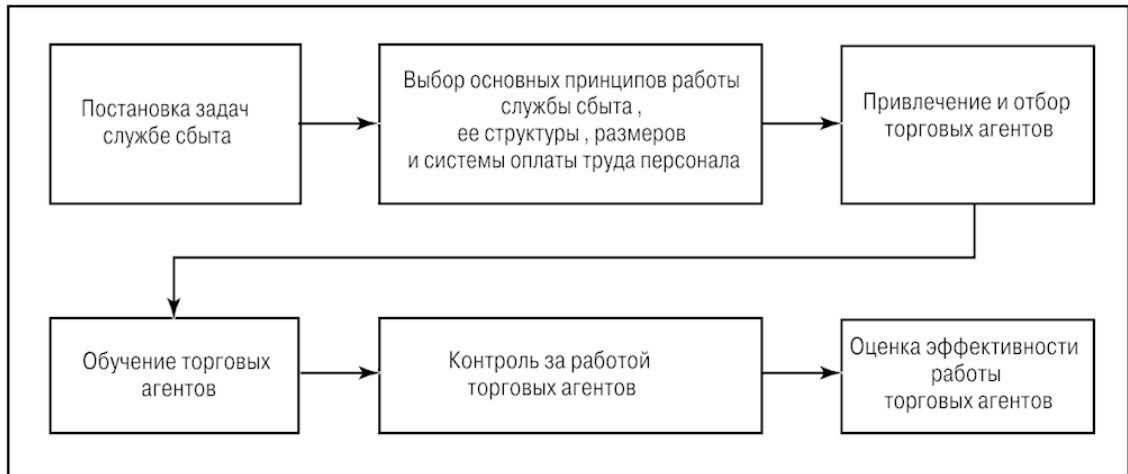 Постановка задач
службе сбыта
Выбор основных принципов работы
службы сбыта ,
ее структуры , размеров
и системы оплаты труда персонала
Привлечение и отбор
торговых агентов
Обучение торговых
агентов
Контроль за работой
торговых агентов
Оценка эффективности
работы
торговых агентов